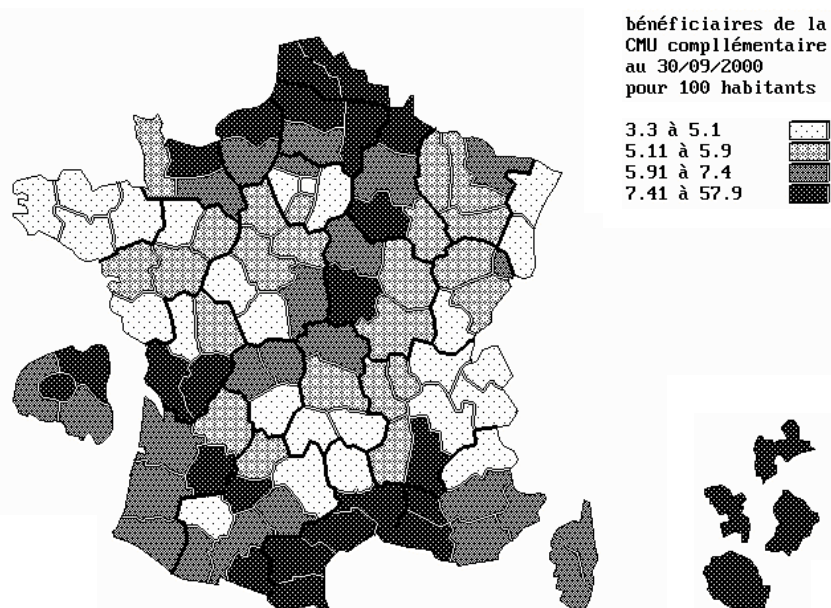 bénéficiaires de la
CMU compllémentaire
au 30/09/2000
pour 100 habitants
3.3 à 5.1
5.11 à 5.9
5.91 à 7.4
7.41 à 57.9